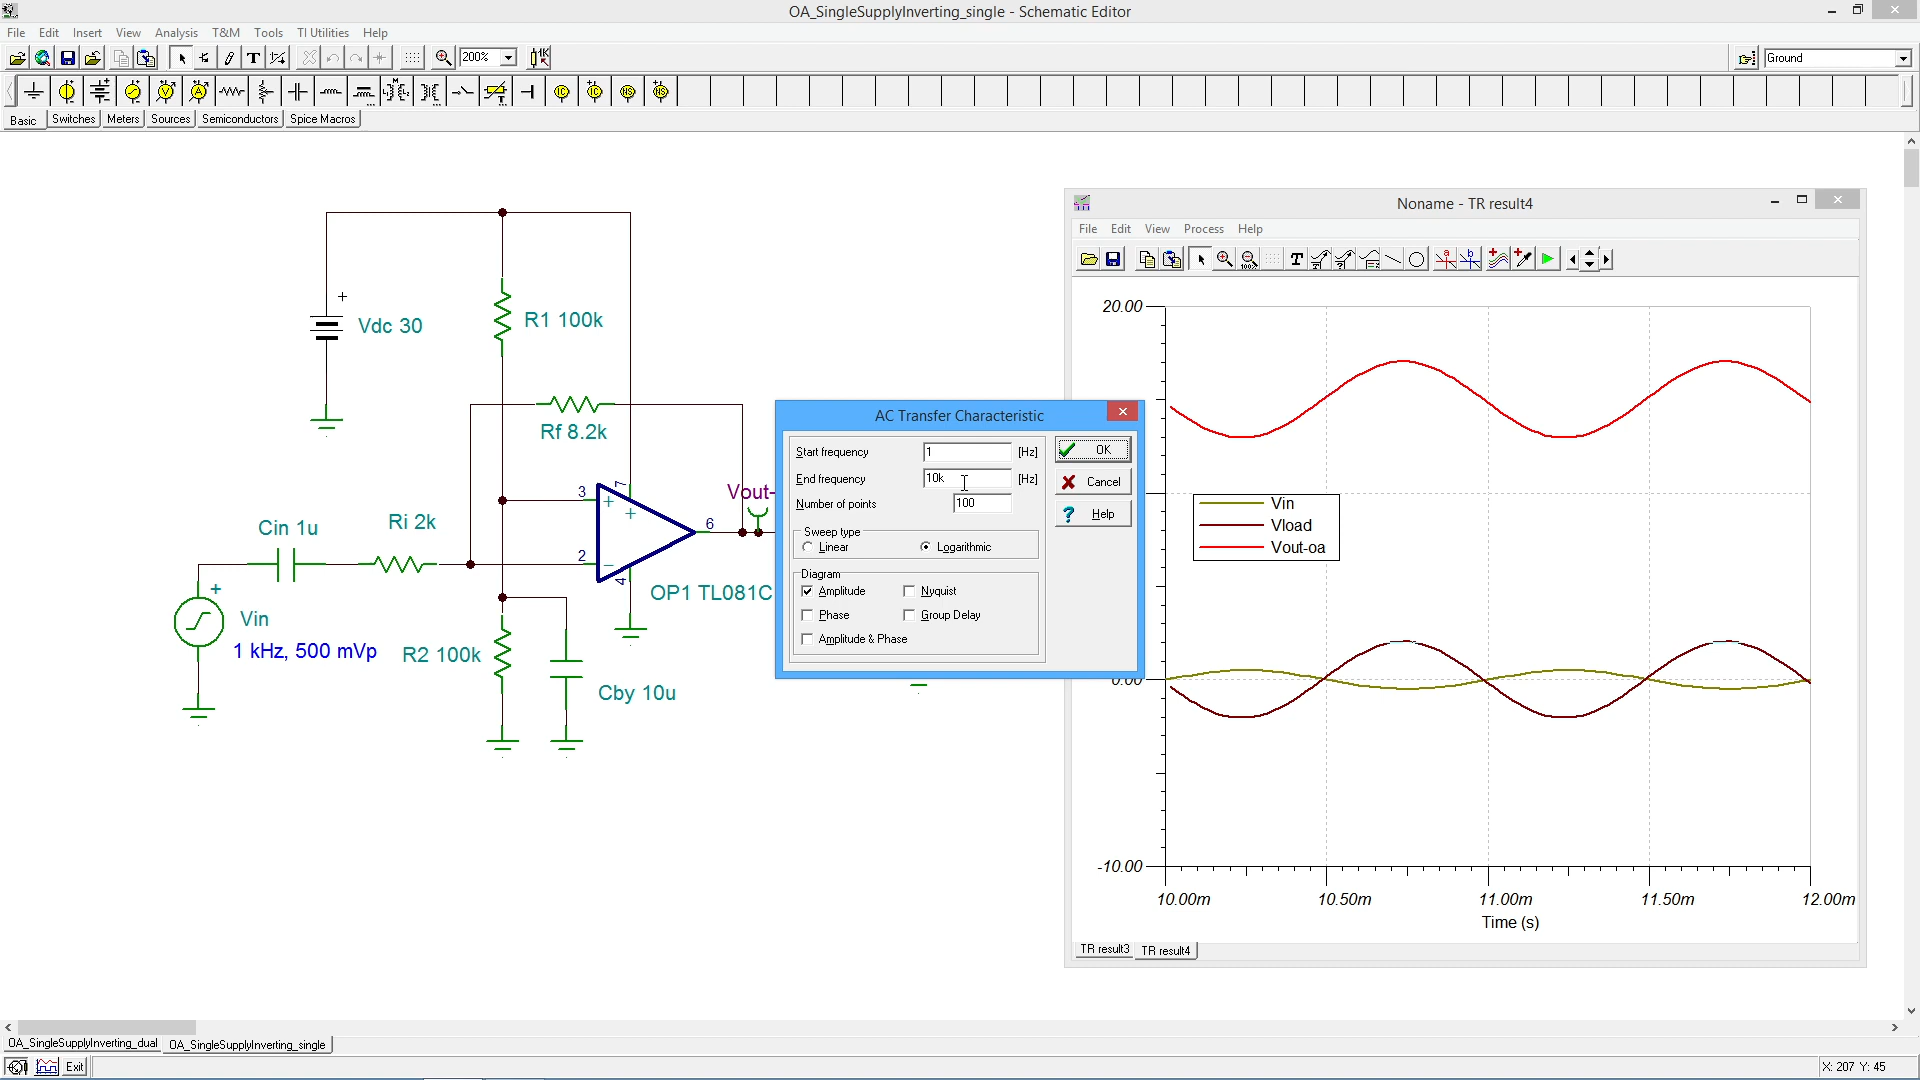 OA_SingleSupplyInverting_single - Schematic Editor
File Edit Insert View Analysis T&M Tools TI Utilities Help
200%
Ground
Basic Switches Meters Sources Semiconductors Spice Macros
Noname - TR result4
File Edit View Process Help
20.00
+
Vdc 30
R1 100k
Rf 8.2k
Vout-
3
7
+
+
6
2
-
4
OP1 TL081C
Cin 1u
Ri 2k
+
Vin
1 kHz, 500 mVp
R2 100k
Cby 10u
AC Transfer Characteristic
Start frequency 1 [Hz] OK
End frequency 10k [Hz] Cancel
Number of points 100 Help
Sweep type
Linear Logarithmic
Diagram
Amplitude Nyquist
Phase Group Delay
Amplitude & Phase
Vin
Vload
Vout-oa
0.00
-10.00
10.00m 10.50m 11.00m 11.50m 12.00m
Time (s)
TR result3 TR result4
OA_SingleSupplyInverting_dual OA_SingleSupplyInverting_single
Exit
X: 207 Y: 45